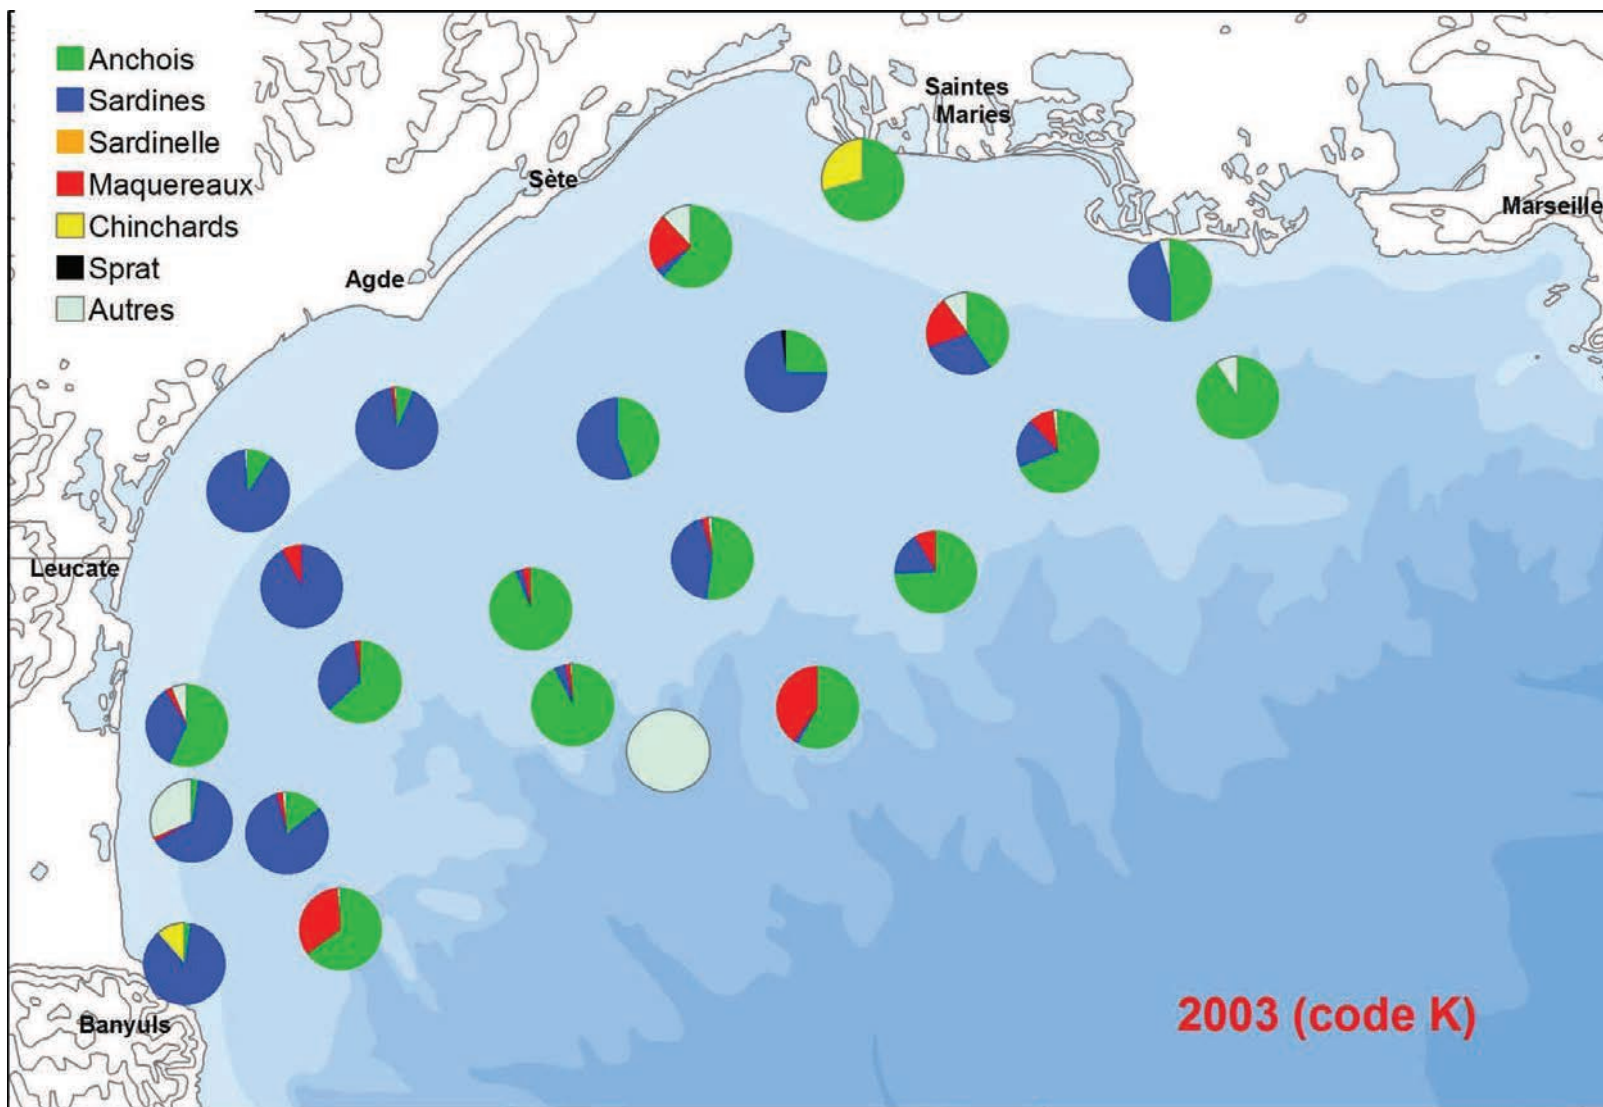 Anchois
Sardines
Sardinelle
Maquereaux
Chinchards
Sprat
Autres
Saintes
Maries
Sète
Marseille
Agde
Leucate
Banyuls
2003 (code K)